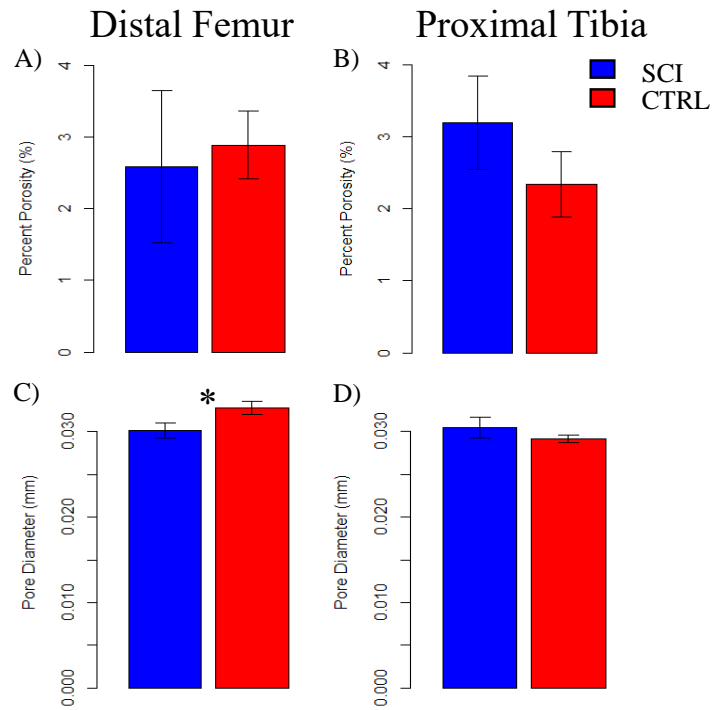 Distal Femur
Proximal Tibia
A)
4
3
2
1
0
Percent Porosity (%)
B)
4
3
2
1
0
Percent Porosity (%)
SCI
CTRL
C)
*
0.030
0.020
0.010
0.000
Pore Diameter (mm)
D)
0.030
0.020
0.010
0.000
Pore Diameter (mm)